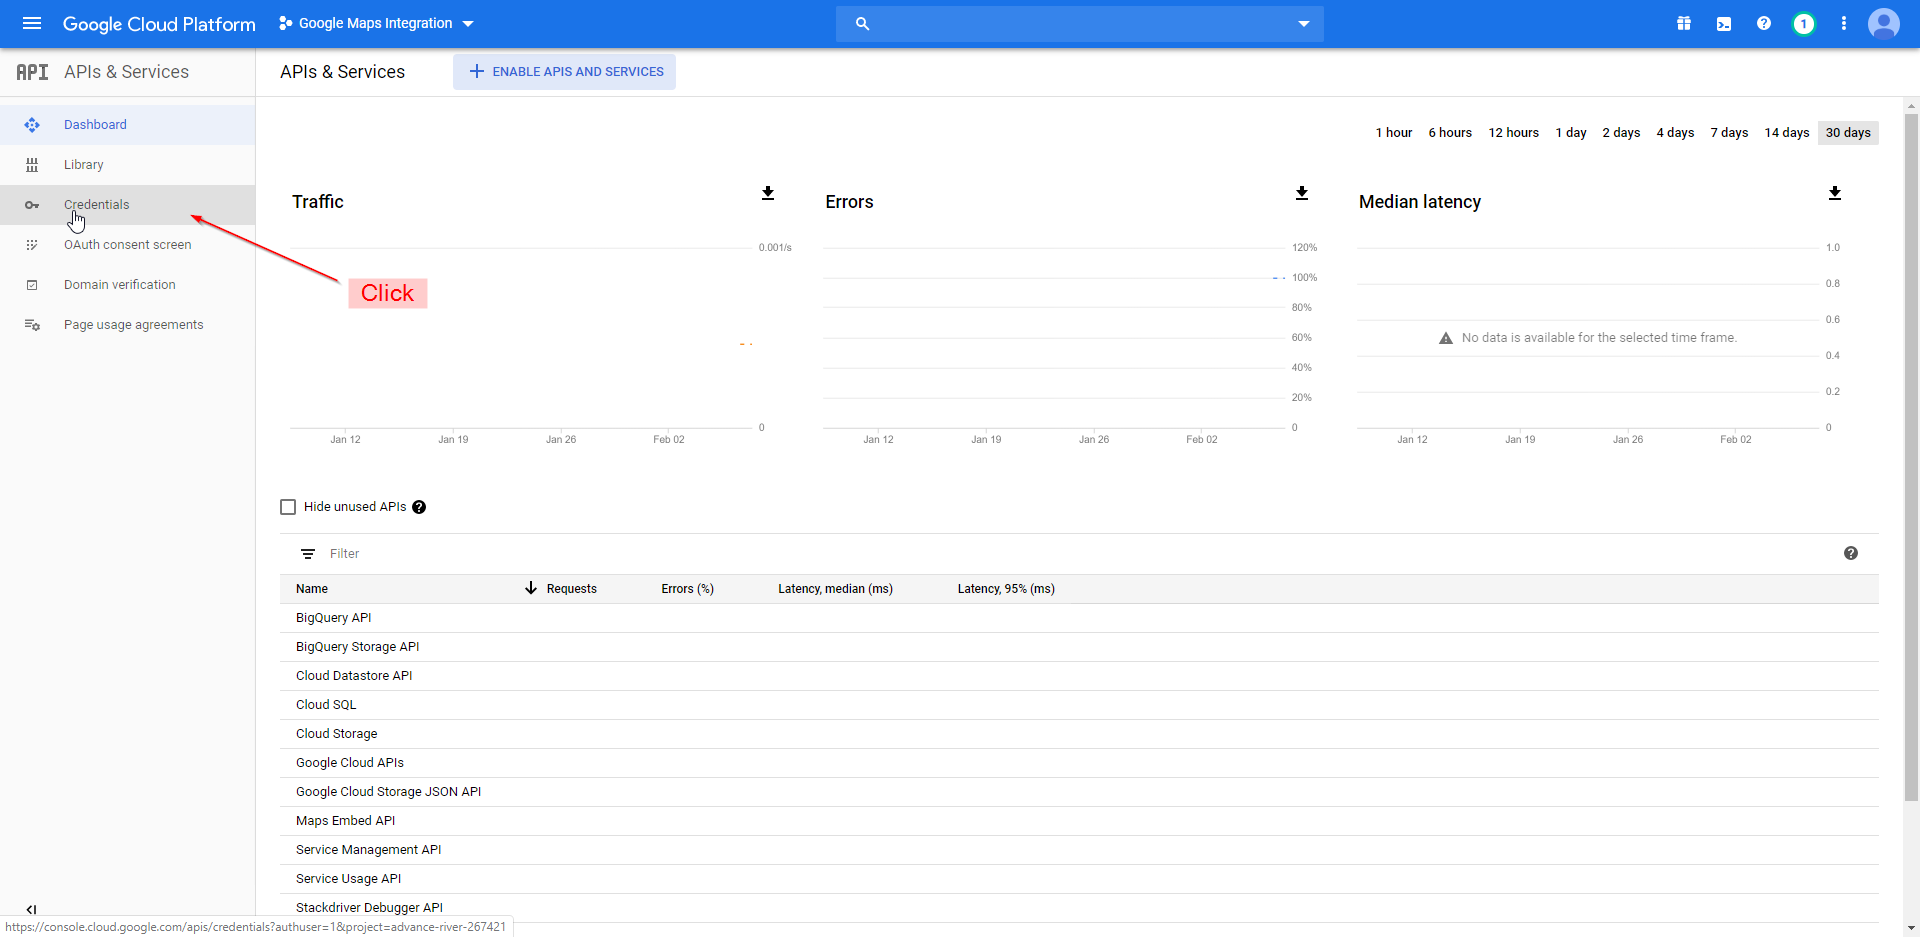 Google Cloud Platform
Google Maps Integration
1
API APIs & Services
APIs & Services
ENABLE APIS AND SERVICES
Dashboard
Library
Credentials
OAuth consent screen
Domain verification
Page usage agreements
Click
1 hour 6 hours 12 hours 1 day 2 days 4 days 7 days 14 days 30 days
Traffic
0.001/s
0
Jan 12 Jan 19 Jan 26 Feb 02
Errors
120%
100%
80%
60%
40%
20%
0
Jan 12 Jan 19 Jan 26 Feb 02
Median latency
1.0
0.8
0.6
No data is available for the selected time frame.
0.4
0.2
0
Jan 12 Jan 19 Jan 26 Feb 02
Hide unused APIs
Filter
Name Requests Errors (%) Latency, median (ms) Latency, 95% (ms)
BigQuery API
BigQuery Storage API
Cloud Datastore API
Cloud SQL
Cloud Storage
Google Cloud APIs
Google Cloud Storage JSON API
Maps Embed API
Service Management API
Service Usage API
Stackdriver Debugger API
https://console.cloud.google.com/apis/credentials?authuser=1&project=advance-river-267421